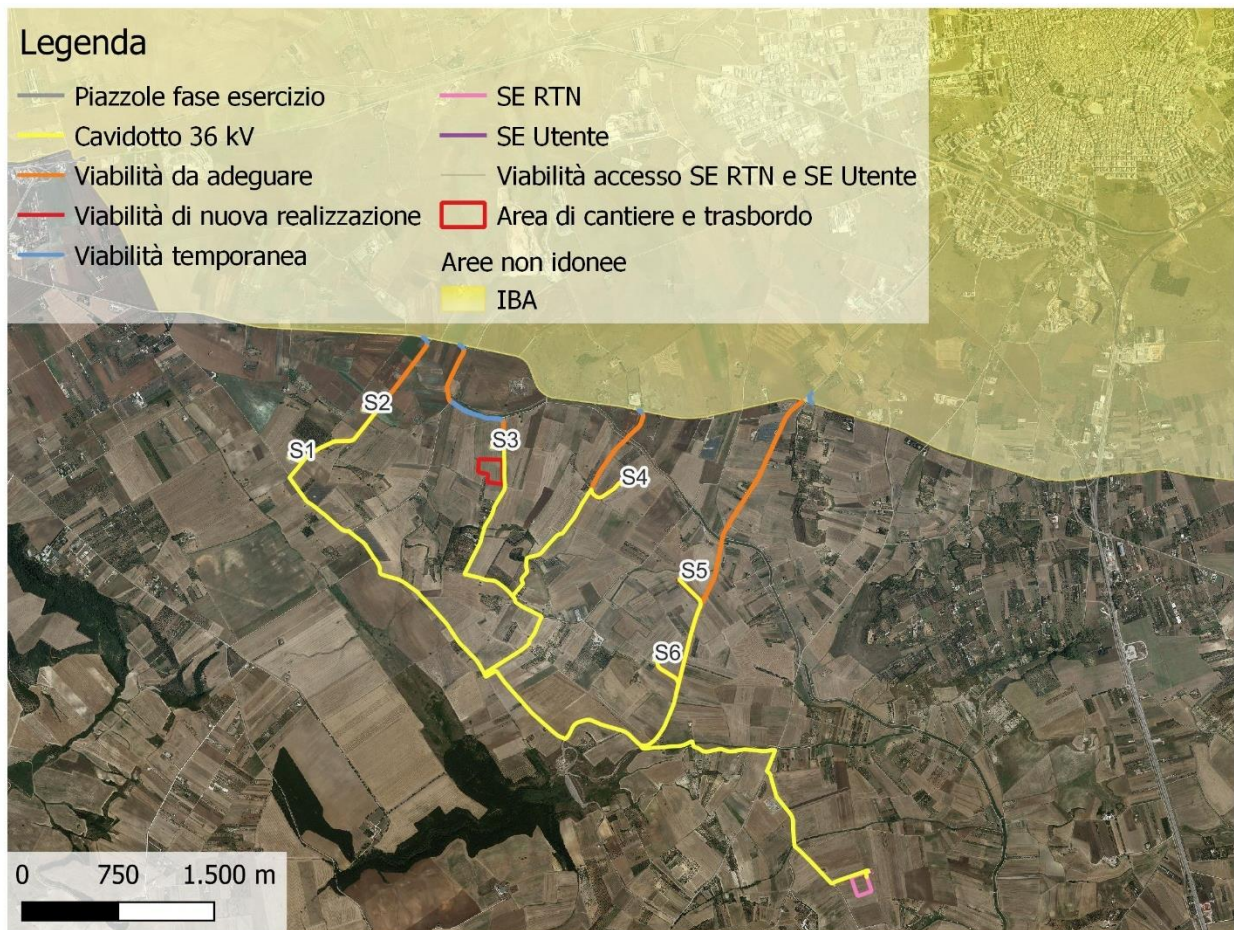 Legenda
Piazzole fase esercizio
Cavidotto 36 kV
Viabilità da adeguare
Viabilità di nuova realizzazione
Viabilità temporanea
SE RTN
SE Utente
Viabilità accesso SE RTN e SE Utente
Area di cantiere e trasbordo
Aree non idonee
IBA
S2
S1
S3
S4
S5
S6
0 750 1.500 m